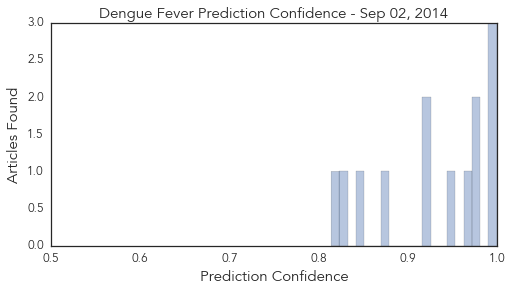 Dengue Fever Prediction Confidence - Sep 02, 2014
3.0
2.5
2.0
1.5
1.0
0.5
0.0
Articles Found
0.5 0.6 0.7 0.8 0.9 1.0
Prediction Confidence